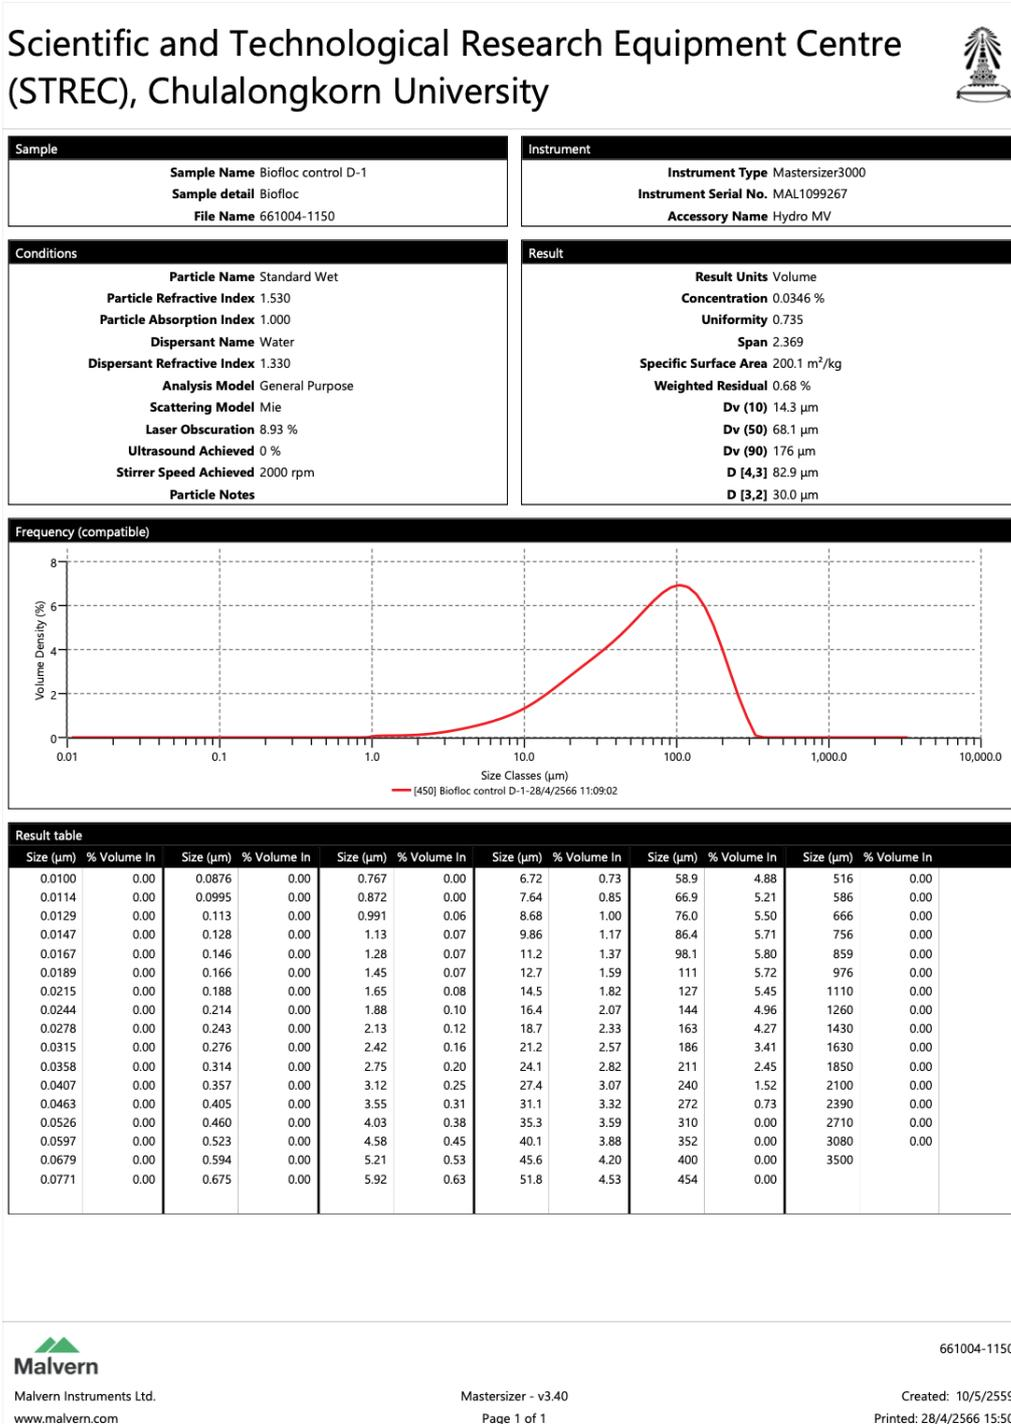 Scientific and Technological Research Equipment Centre
(STREC), Chulalongkorn University
Sample
Sample Name Biofloc control D-1
Sample detail Biofloc
File Name 661004-1150
Instrument
Instrument Type Mastersizer3000
Instrument Serial No. MAL1099267
Accessory Name Hydro MV
Conditions
Particle Name Standard Wet
Particle Refractive Index 1.530
Particle Absorption Index 1.000
Dispersant Name Water
Dispersant Refractive Index 1.330
Analysis Model General Purpose
Scattering Model Mie
Laser Obscuration 8.93 %
Ultrasound Achieved 0 %
Stirrer Speed Achieved 2000 rpm
Particle Notes
Result
Result Units Volume
Concentration 0.0346 %
Uniformity 0.735
Span 2.369
Specific Surface Area 200.1 m²/kg
Weighted Residual 0.68 %
Dv (10) 14.3 µm
Dv (50) 68.1 µm
Dv (90) 176 µm
D [4,3] 82.9 µm
D [3,2] 30.0 µm
Frequency (compatible)
Volume Density (%)
8
6
4
2
0
0.01 0.1 1.0 10.0 100.0 1,000.0 10,000.0
Size Classes (µm)
[450] Biofloc control D-1-28/4/2566 11:09:02
Result table
Size (µm) % Volume In Size (µm) % Volume In Size (µm) % Volume In Size (µm) % Volume In Size (µm) % Volume In Size (µm) % Volume In
0.0100 0.00 0.0876 0.00 0.767 0.00 6.72 0.73 58.9 4.88 516 0.00
0.0114 0.00 0.0995 0.00 0.872 0.00 7.64 0.85 66.9 5.21 586 0.00
0.0129 0.00 0.113 0.00 0.991 0.06 8.68 1.00 76.0 5.50 666 0.00
0.0147 0.00 0.128 0.00 1.13 0.07 9.86 1.17 86.4 5.71 756 0.00
0.0167 0.00 0.146 0.00 1.28 0.07 11.2 1.37 98.1 5.80 859 0.00
0.0189 0.00 0.166 0.00 1.45 0.07 12.7 1.59 111 5.72 976 0.00
0.0215 0.00 0.188 0.00 1.65 0.08 14.5 1.82 127 5.45 1110 0.00
0.0244 0.00 0.214 0.00 1.88 0.10 16.4 2.07 144 4.96 1260 0.00
0.0278 0.00 0.243 0.00 2.13 0.12 18.7 2.33 163 4.27 1430 0.00
0.0315 0.00 0.276 0.00 2.42 0.16 21.2 2.57 186 3.41 1630 0.00
0.0358 0.00 0.314 0.00 2.75 0.20 24.1 2.82 211 2.45 1850 0.00
0.0407 0.00 0.357 0.00 3.12 0.25 27.4 3.07 240 1.52 2100 0.00
0.0463 0.00 0.405 0.00 3.55 0.31 31.1 3.32 272 0.73 2390 0.00
0.0526 0.00 0.460 0.00 4.03 0.38 35.3 3.59 310 0.00 2710 0.00
0.0597 0.00 0.523 0.00 4.58 0.45 40.1 3.88 352 0.00 3080 0.00
0.0679 0.00 0.594 0.00 5.21 0.53 45.6 4.20 400 0.00 3500
0.0771 0.00 0.675 0.00 5.92 0.63 51.8 4.53 454 0.00
Malvern
661004-1150
Malvern Instruments Ltd. Mastersizer - v3.40 Created: 10/5/2559
www.malvern.com Page 1 of 1 Printed: 28/4/2566 15:50